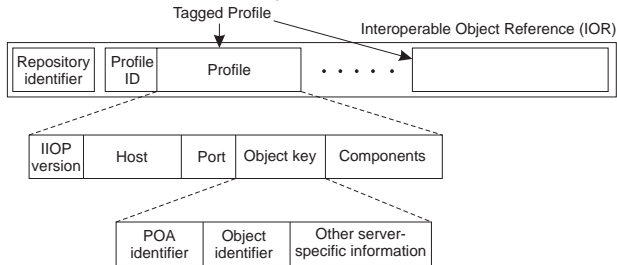 Tagged Profile
Interoperable Object Reference (IOR)
Repository
identifier
Profile
ID
Profile
IIOP
version
Host
Port
Object key
Components
POA
identifier
Object
identifier
Other server-
specific information